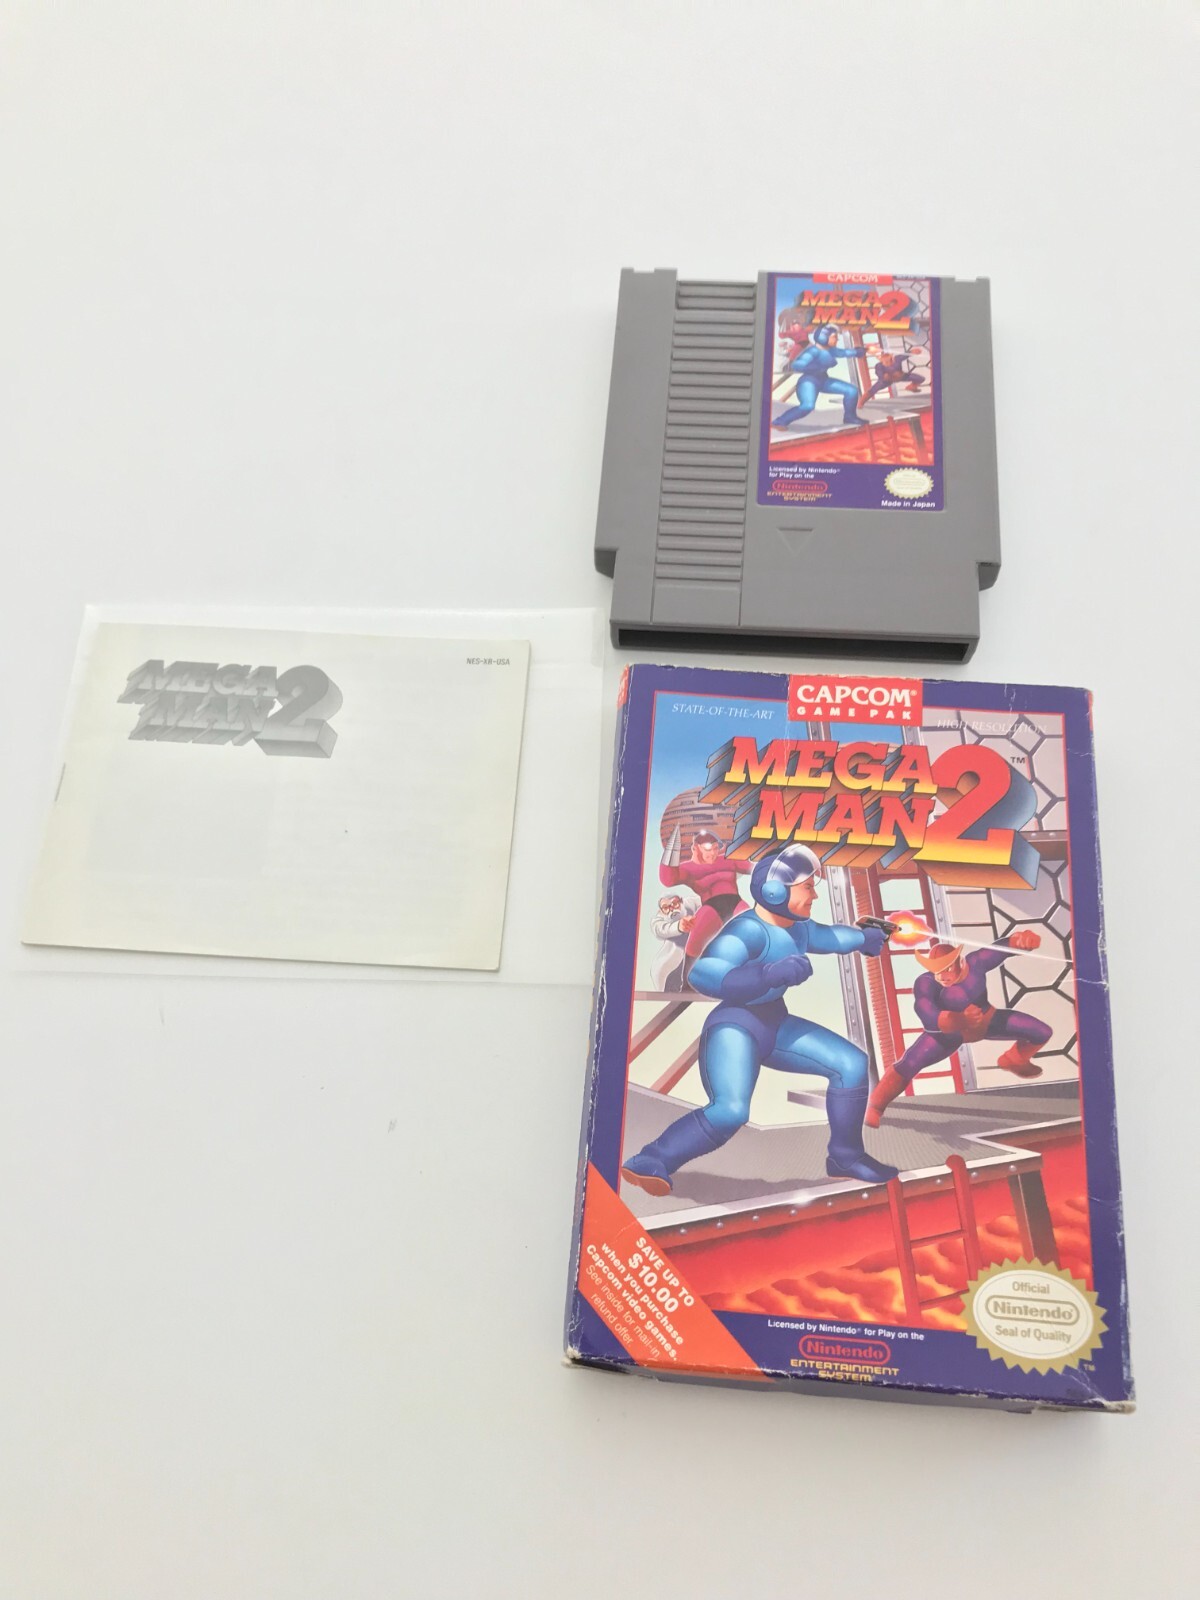 CAPCOM
MEGA
MAN 2
Licensed by Nintendo®
for Play on the
Nintendo
ENTERTAINMENT
SYSTEM
Made in Japan
MEGA
MAN 2
NES-XR-USA
CAPCOM®
GAME PAK
STATE-OF-THE-ART
HIGH RESOLUTION
MEGA
MAN 2
TM
SAVE UP TO
$10.00
when you purchase
Capcom video games.
See inside for mail-in
refund offer.
Licensed by Nintendo® for Play on the
Nintendo
ENTERTAINMENT
SYSTEM®
Official
Nintendo
Seal of Quality
TM